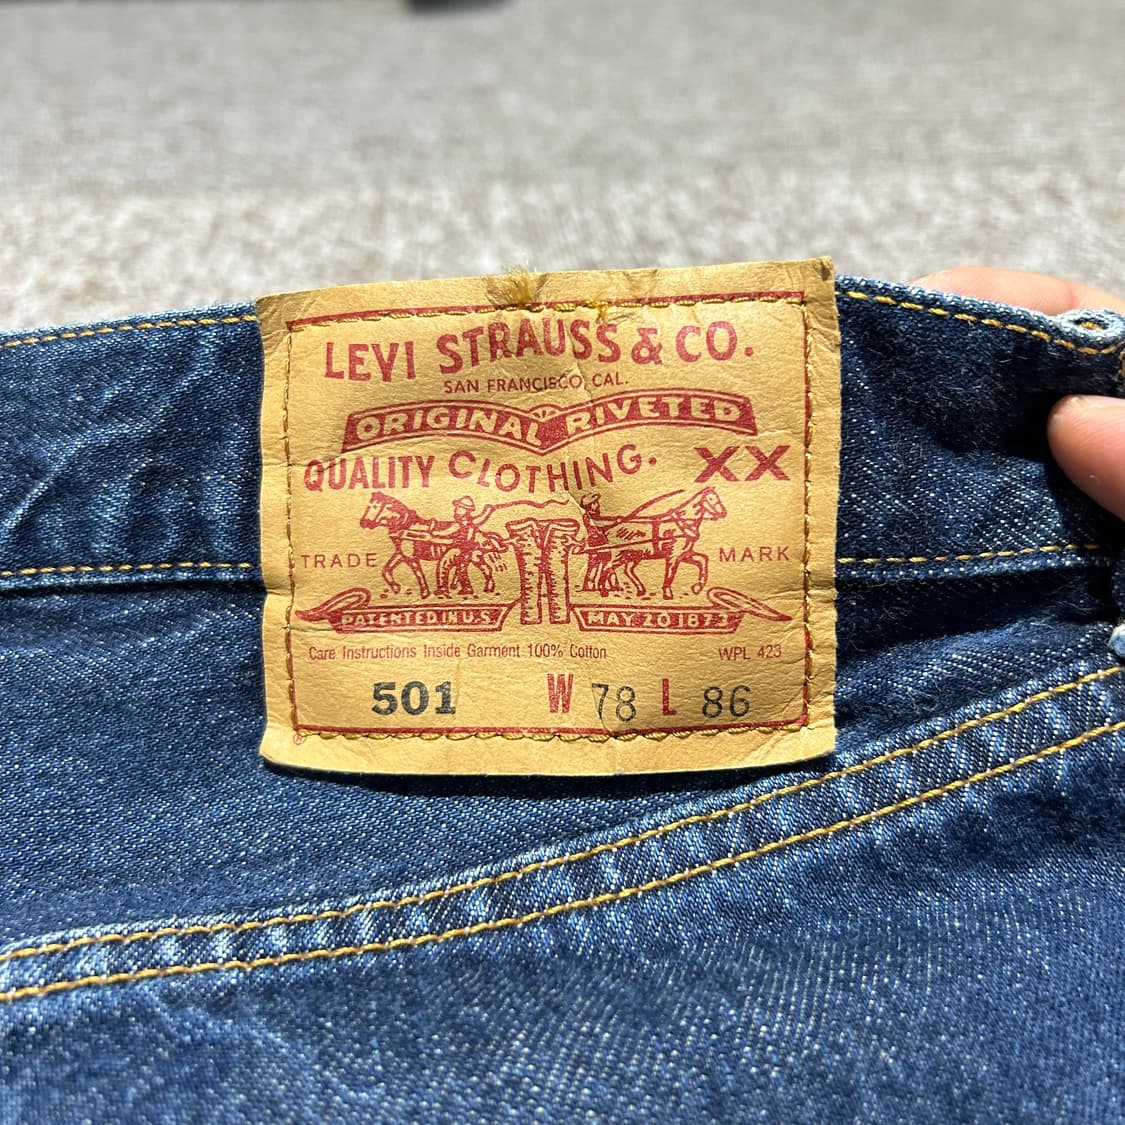 LEVI STRAUSS & CO.
SAN FRANCISCO, CAL.
ORIGINAL RIVETED
QUALITY CLOTHING. XX
TRADE MARK
PATENTED IN U.S MAY 20 1873
Care Instructions Inside Garment 100% Cotton WPL 423
501 W 78 L 86
®